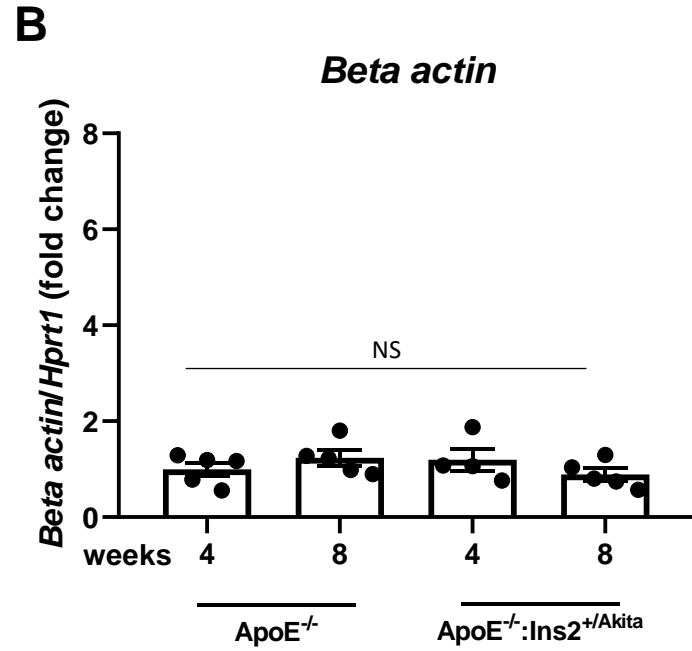 B
Beta actin
Beta actin/Hprt1 (fold change)
8
6
4
2
0
NS
weeks 4 8 4 8
ApoE-/- ApoE-/-:Ins2+/Akita